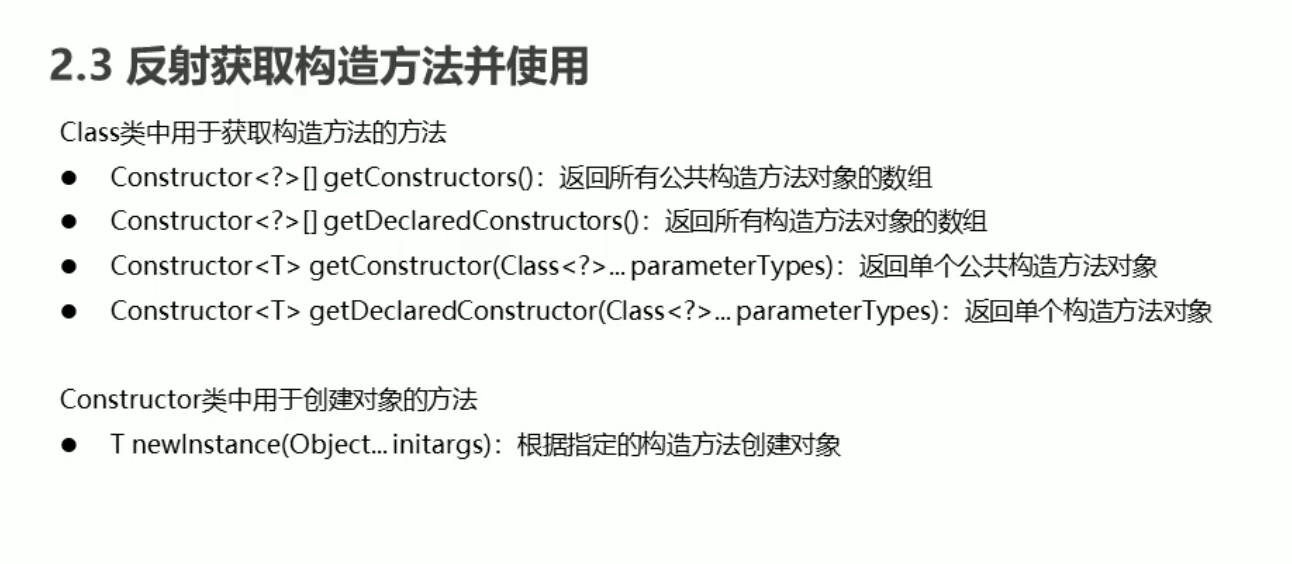 2.3 反射获取构造方法并使用
Class类中用于获取构造方法的方法
● Constructor<?>[] getConstructors()：返回所有公共构造方法对象的数组
● Constructor<?>[] getDeclaredConstructors()：返回所有构造方法对象的数组
● Constructor<T> getConstructor(Class<?>... parameterTypes)：返回单个公共构造方法对象
● Constructor<T> getDeclaredConstructor(Class<?>... parameterTypes)：返回单个构造方法对象
Constructor类中用于创建对象的方法
● T newInstance(Object... initargs)：根据指定的构造方法创建对象